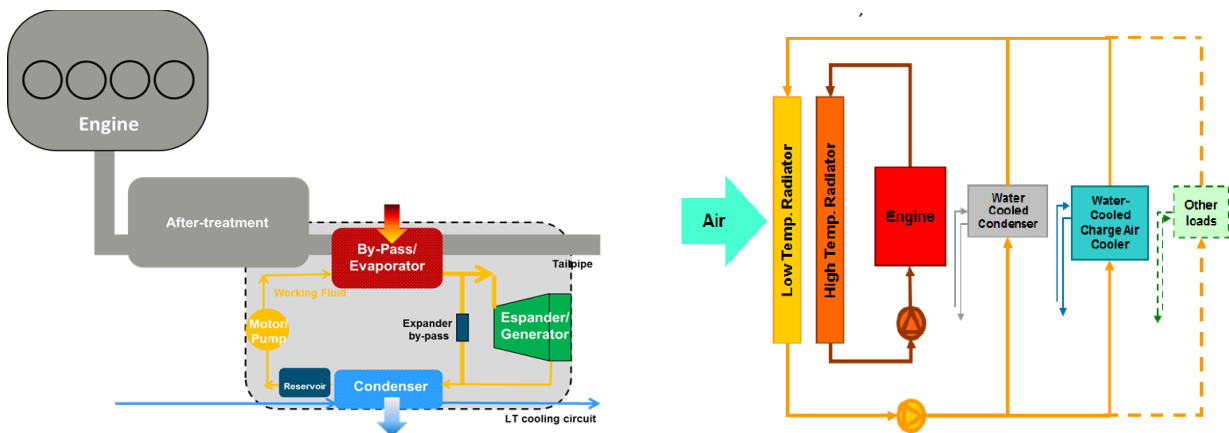 Engine
After-treatment
By-Pass/
Evaporator
Tailpipe
Working Fluid
Motor/
Pump
Expander
by-pass
Espander/
Generator
Reservoir
Condenser
LT cooling circuit
,
Air
Low Temp. Radiator
High Temp. Radiator
Engine
Water
Cooled
Condenser
Water-
Cooled
Charge Air
Cooler
Other
loads